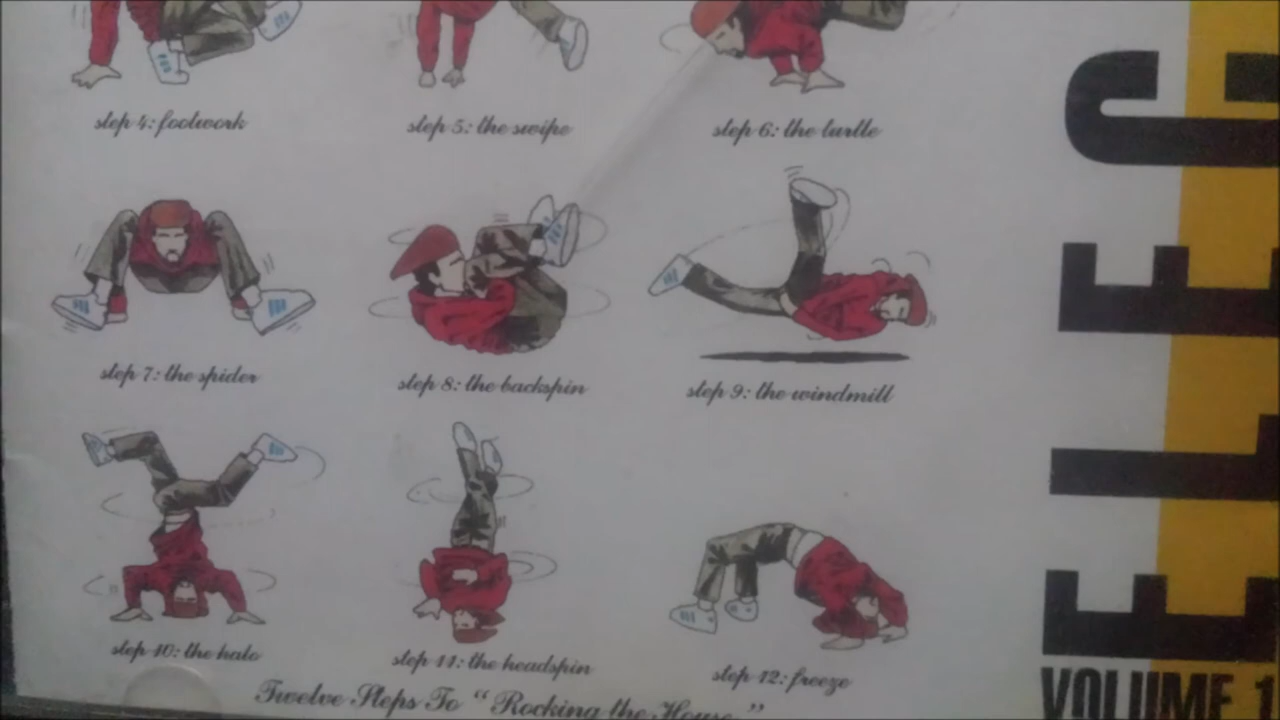 step 4: footwork
step 5: the swipe
step 6: the turtle
step 7: the spider
step 8: the backspin
step 9: the windmill
step 10: the halo
step 11: the headspin
step 12: freeze
Twelve Steps To “Rocking the House”
ELEC
VOLUME 1